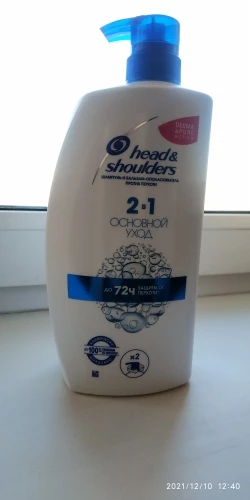 head&
shoulders
ШАМПУНЬ И БАЛЬЗАМ-ОПОЛАСКИВАТЕЛЬ
ПРОТИВ ПЕРХОТИ
2в1
ОСНОВНОЙ
УХОД
ДО 72Ч ЗАЩИТЫ ОТ
ПЕРХОТИ
100%
x2
2021/12/10 12:40